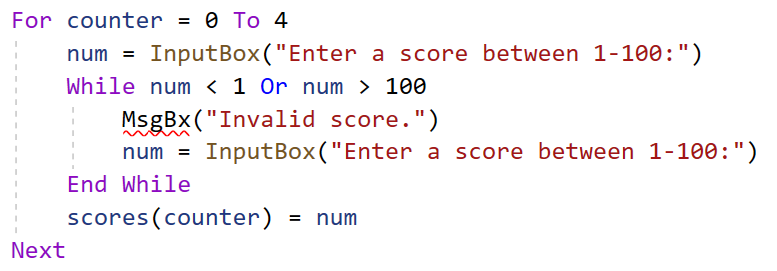 For counter = 0 To 4
    num = InputBox("Enter a score between 1-100:")
    While num < 1 Or num > 100
        MsgBx("Invalid score.")
        num = InputBox("Enter a score between 1-100:")
    End While
    scores(counter) = num
Next